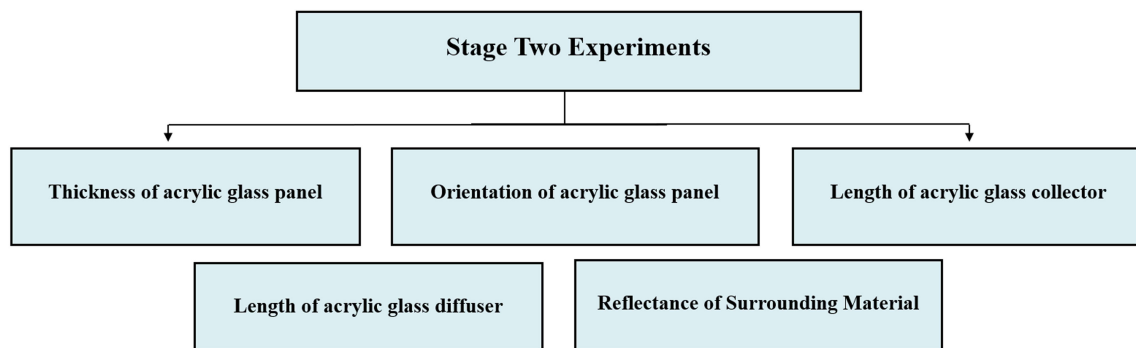 Stage Two Experiments
Thickness of acrylic glass panel
Orientation of acrylic glass panel
Length of acrylic glass collector
Length of acrylic glass diffuser
Reflectance of Surrounding Material